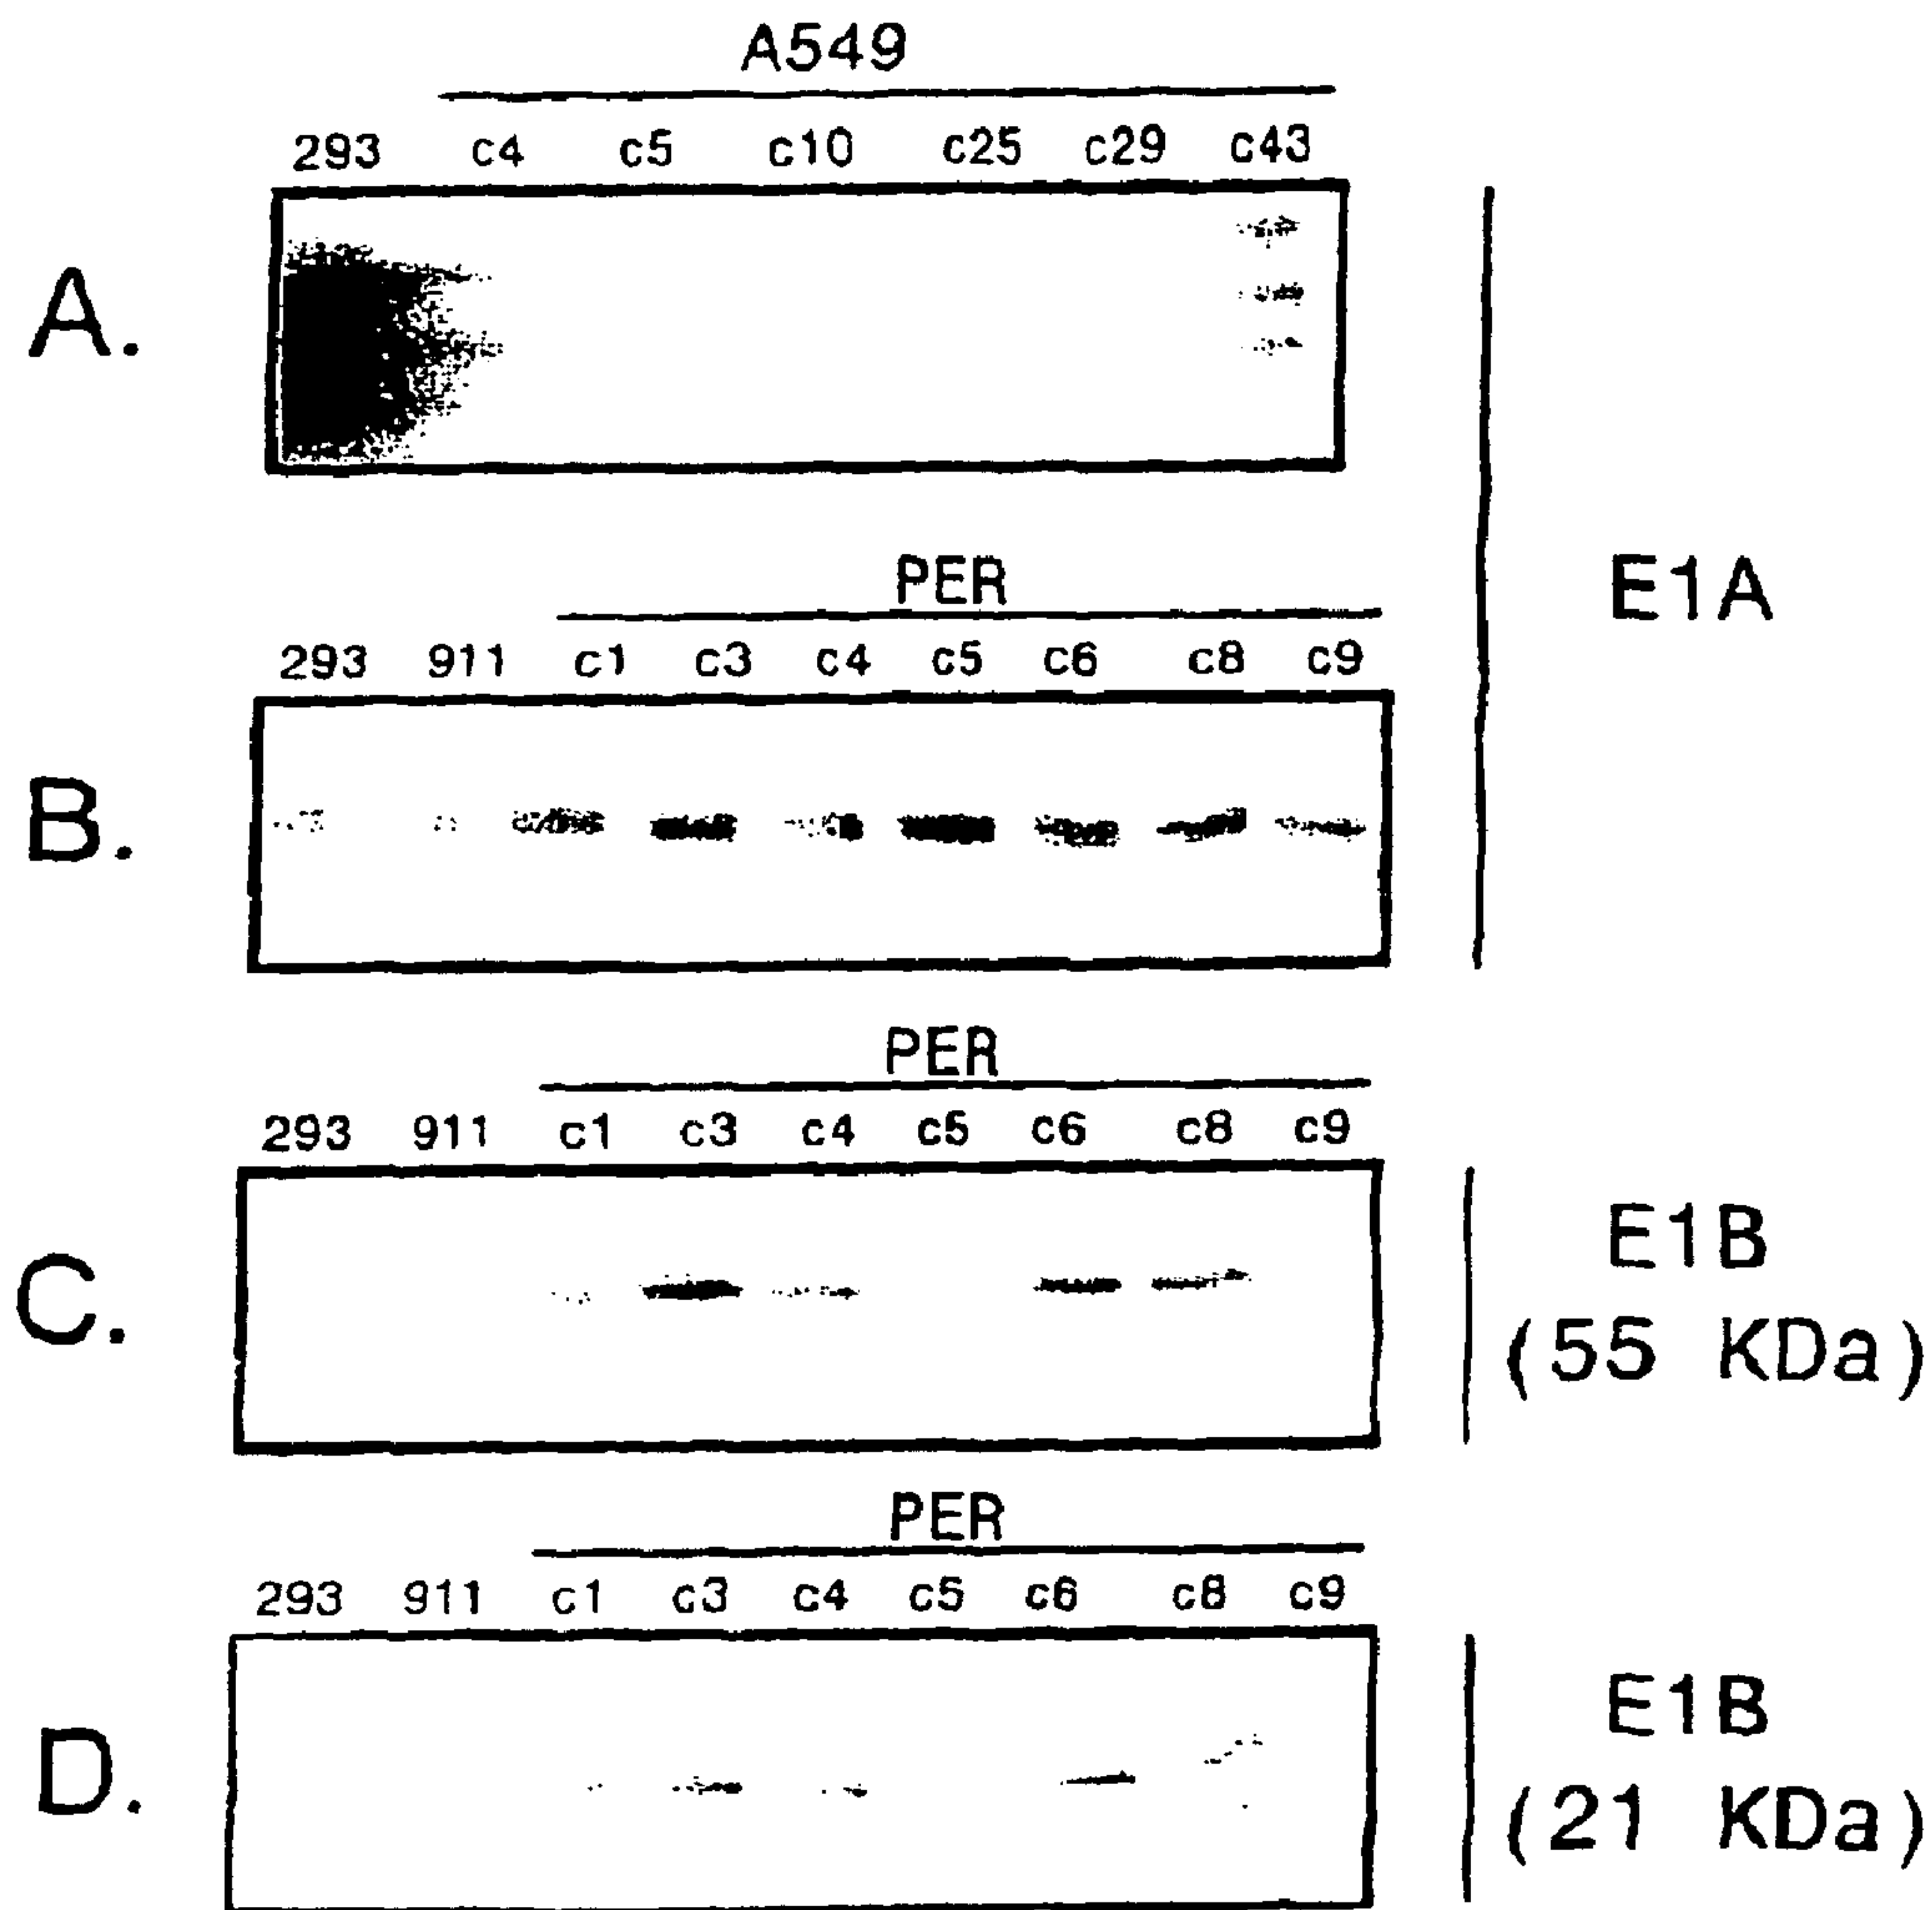 A549
293 c4 c5 c10 c25 c29 c43
A.
PER
E1A
293 911 c1 c3 c4 c5 c6 c8 c9
B.
PER
293 911 c1 c3 c4 c5 c6 c8 c9
C.
E1B
(55 KDa)
PER
293 911 c1 c3 c4 c5 c6 c8 c9
D.
E1B
(21 KDa)